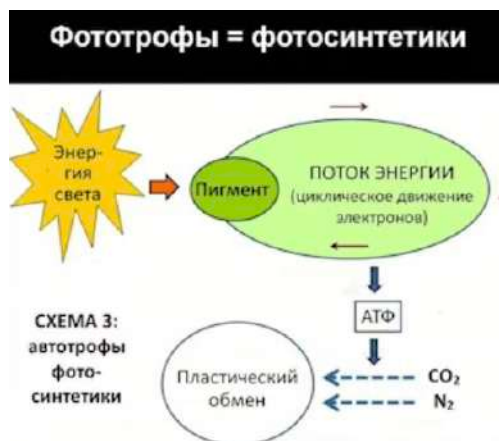 Фототрофы = фотосинтетики
Энер-
гия
света
Пигмент
ПОТОК ЭНЕРГИИ
(циклическое движение
электронов)
АТФ
СХЕМА 3:
автотрофы
фото-
синтетики
Пластический
обмен
CO₂
N₂